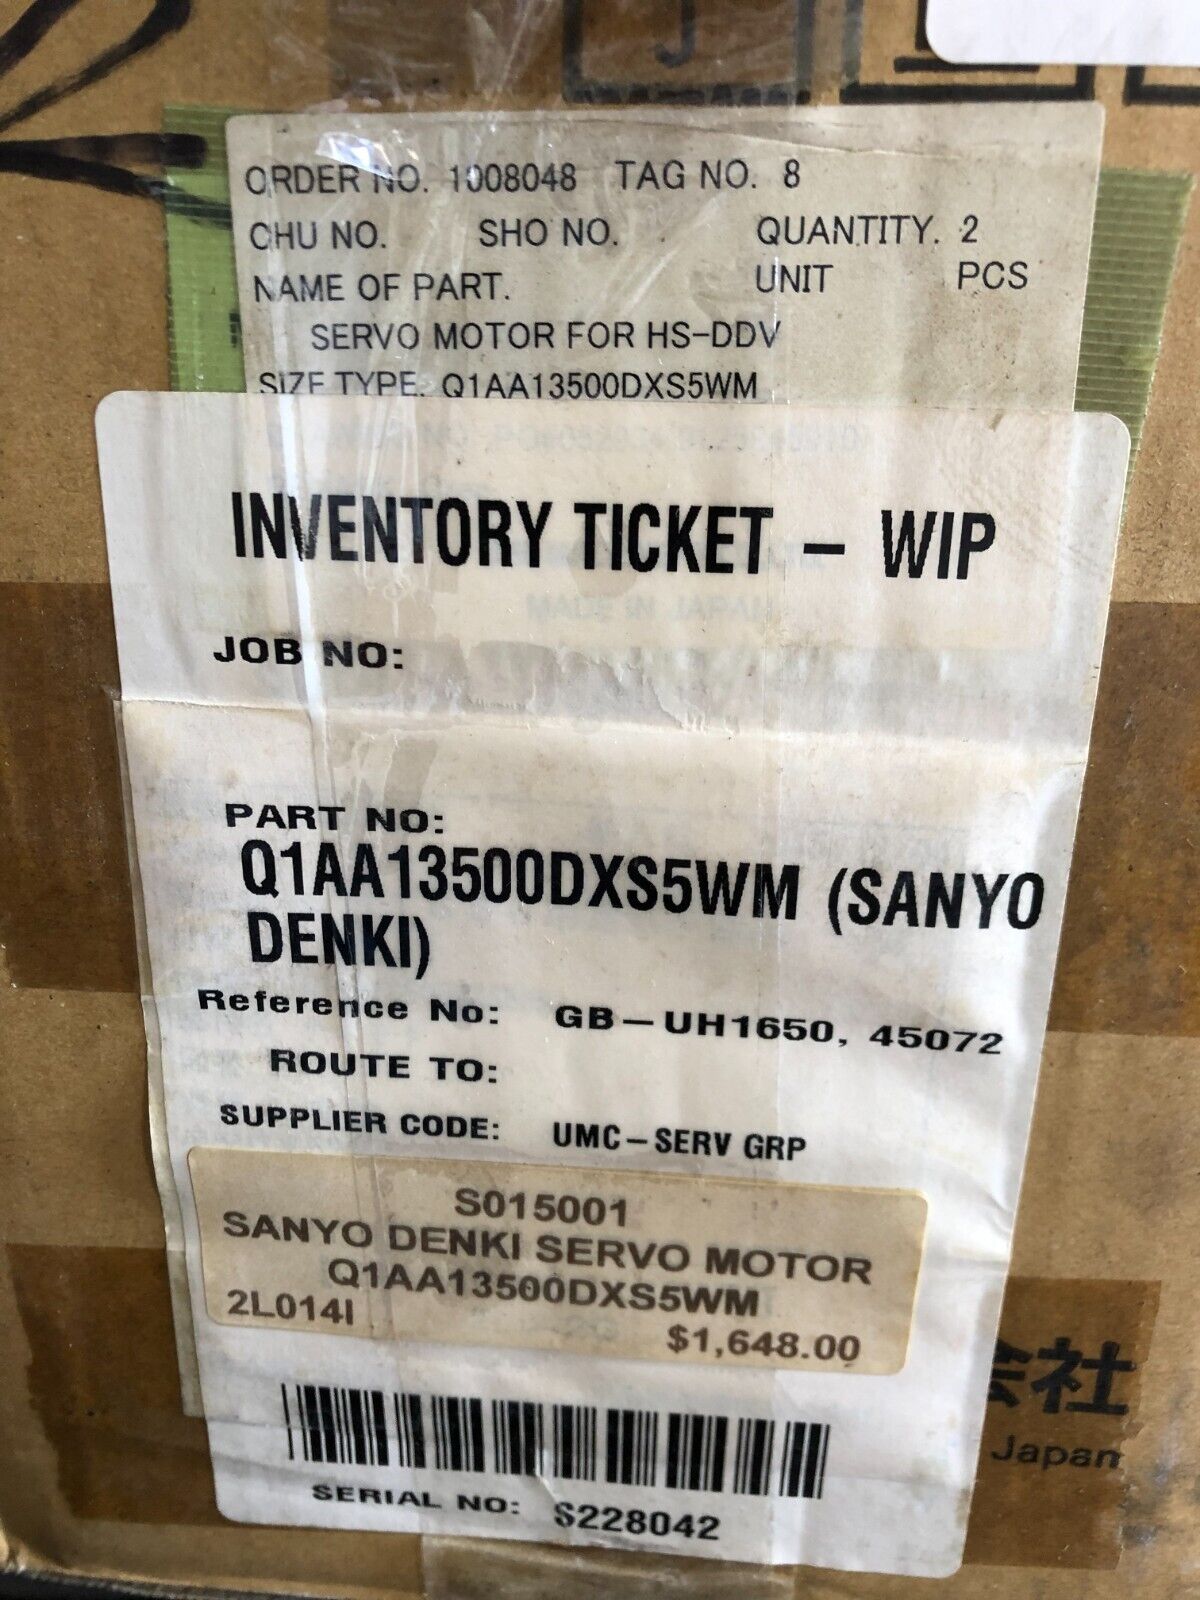 ORDER NO. 1008048 TAG NO. 8
CHU NO. SHO NO. QUANTITY. 2
NAME OF PART. UNIT PCS
SERVO MOTOR FOR HS-DDV
SIZE TYPE. Q1AA13500DXS5WM
INVENTORY TICKET - WIP
MADE IN JAPAN
JOB NO:
PART NO:
Q1AA13500DXS5WM (SANYO
DENKI)
Reference No: GB-UH1650, 45072
ROUTE TO:
SUPPLIER CODE: UMC-SERV GRP
S015001
SANYO DENKI SERVO MOTOR
Q1AA13500DXS5WM
2L014I
$1,648.00
会社
Japan
SERIAL NO: S228042